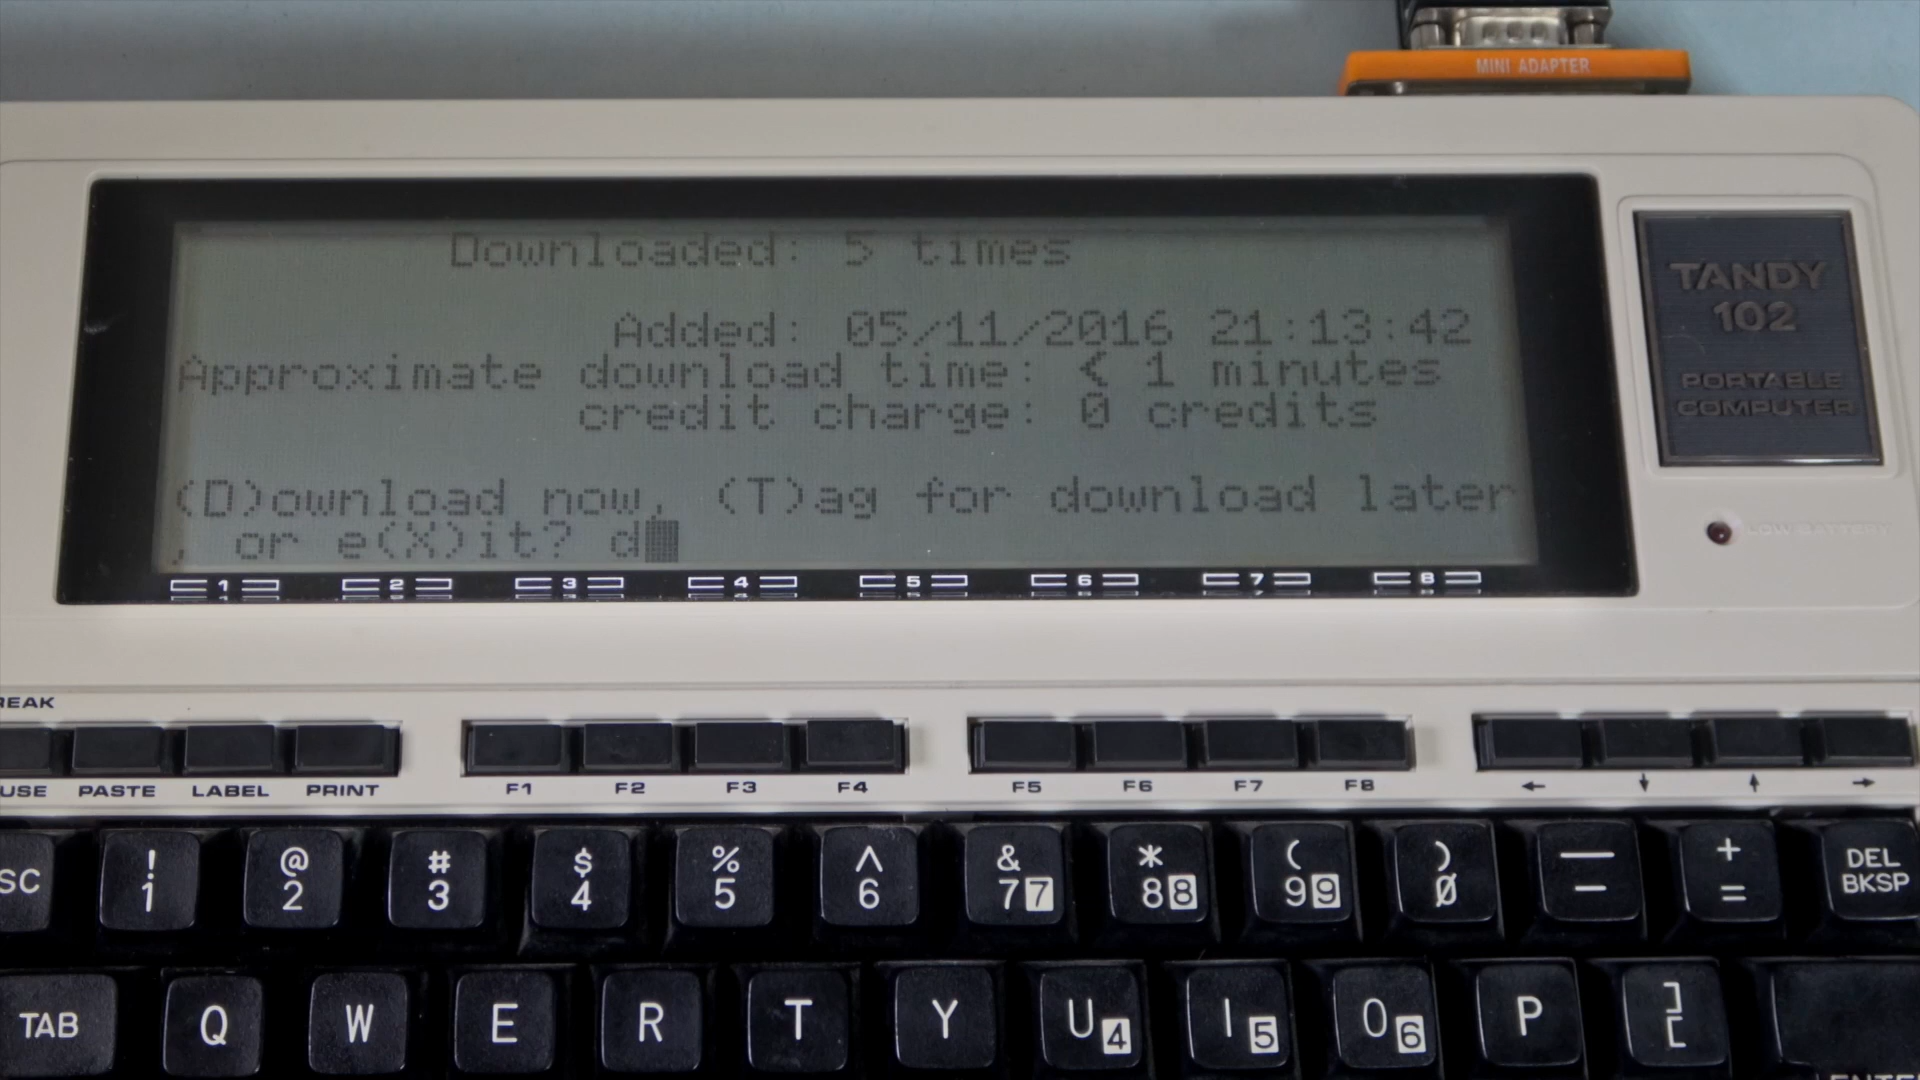 MINI ADAPTER
Downloaded: 5 times
Added: 05/11/2016 21:13:42
Approximate download time: < 1 minutes
credit charge: 0 credits
(D)ownload now, (T)ag for download later
, or e(X)it? d
TANDY
102
PORTABLE
COMPUTER
LOW BATTERY
1 2 3 4 5 6 7 8
REAK
USE PASTE LABEL PRINT F1 F2 F3 F4 F5 F6 F7 F8 ← ↓ ↑ →
! @ # $ % ^ & * ( ) — +
SC 1 2 3 4 5 6 7 7 8 8 9 9 0 - = DEL BKSP
TAB Q W E R T Y U 4 I 5 O 6 P ] [
ENTER